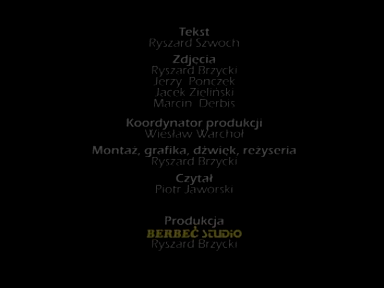 Tekst
Ryszard Szwoch
Zdjęcia
Ryszard Brzycki
Jerzy Ponczek
Jacek Zieliński
Marcin Derbis
Koordynator produkcji
Wiesław Warchoł
Montaż, grafika, dźwięk, reżyseria
Ryszard Brzycki
Czytał
Piotr Jaworski
Produkcja
BERBEĆ STUDIO
Ryszard Brzycki